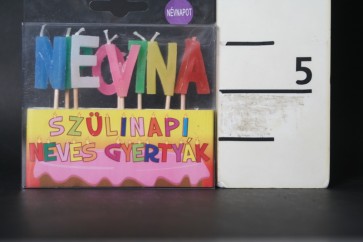 NÉVNAPOT
NEVINA
5
SZÜLINAPI
NEVES GYERTYÁK